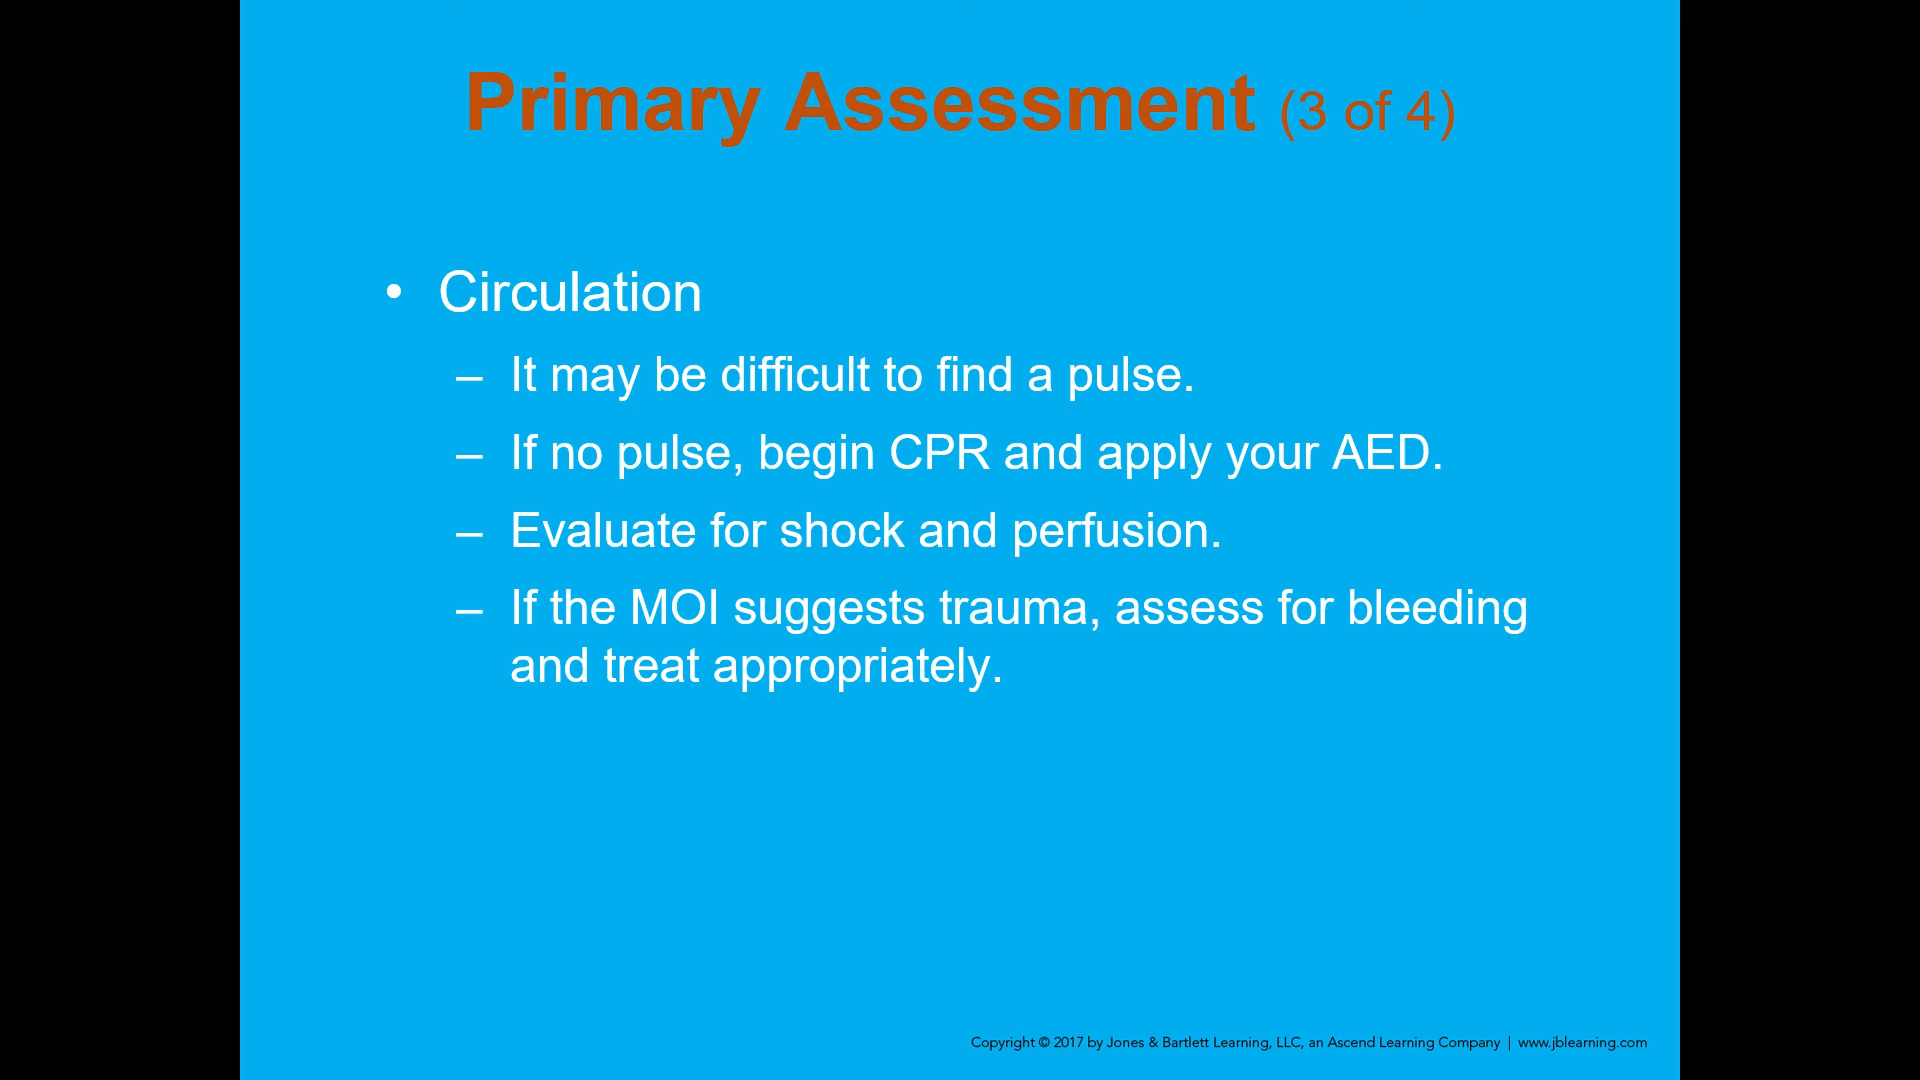 Primary Assessment (3 of 4)
• Circulation
– It may be difficult to find a pulse.
– If no pulse, begin CPR and apply your AED.
– Evaluate for shock and perfusion.
– If the MOI suggests trauma, assess for bleeding
and treat appropriately.
Copyright © 2017 by Jones & Bartlett Learning, LLC, an Ascend Learning Company | www.jblearning.com